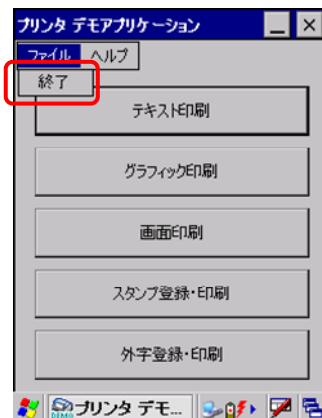 プリンタ デモアプリケーション
ファイル ヘルプ
終了
テキスト印刷
グラフィック印刷
画面印刷
スタンプ登録・印刷
外字登録・印刷
DEMO プリンタ デモ...